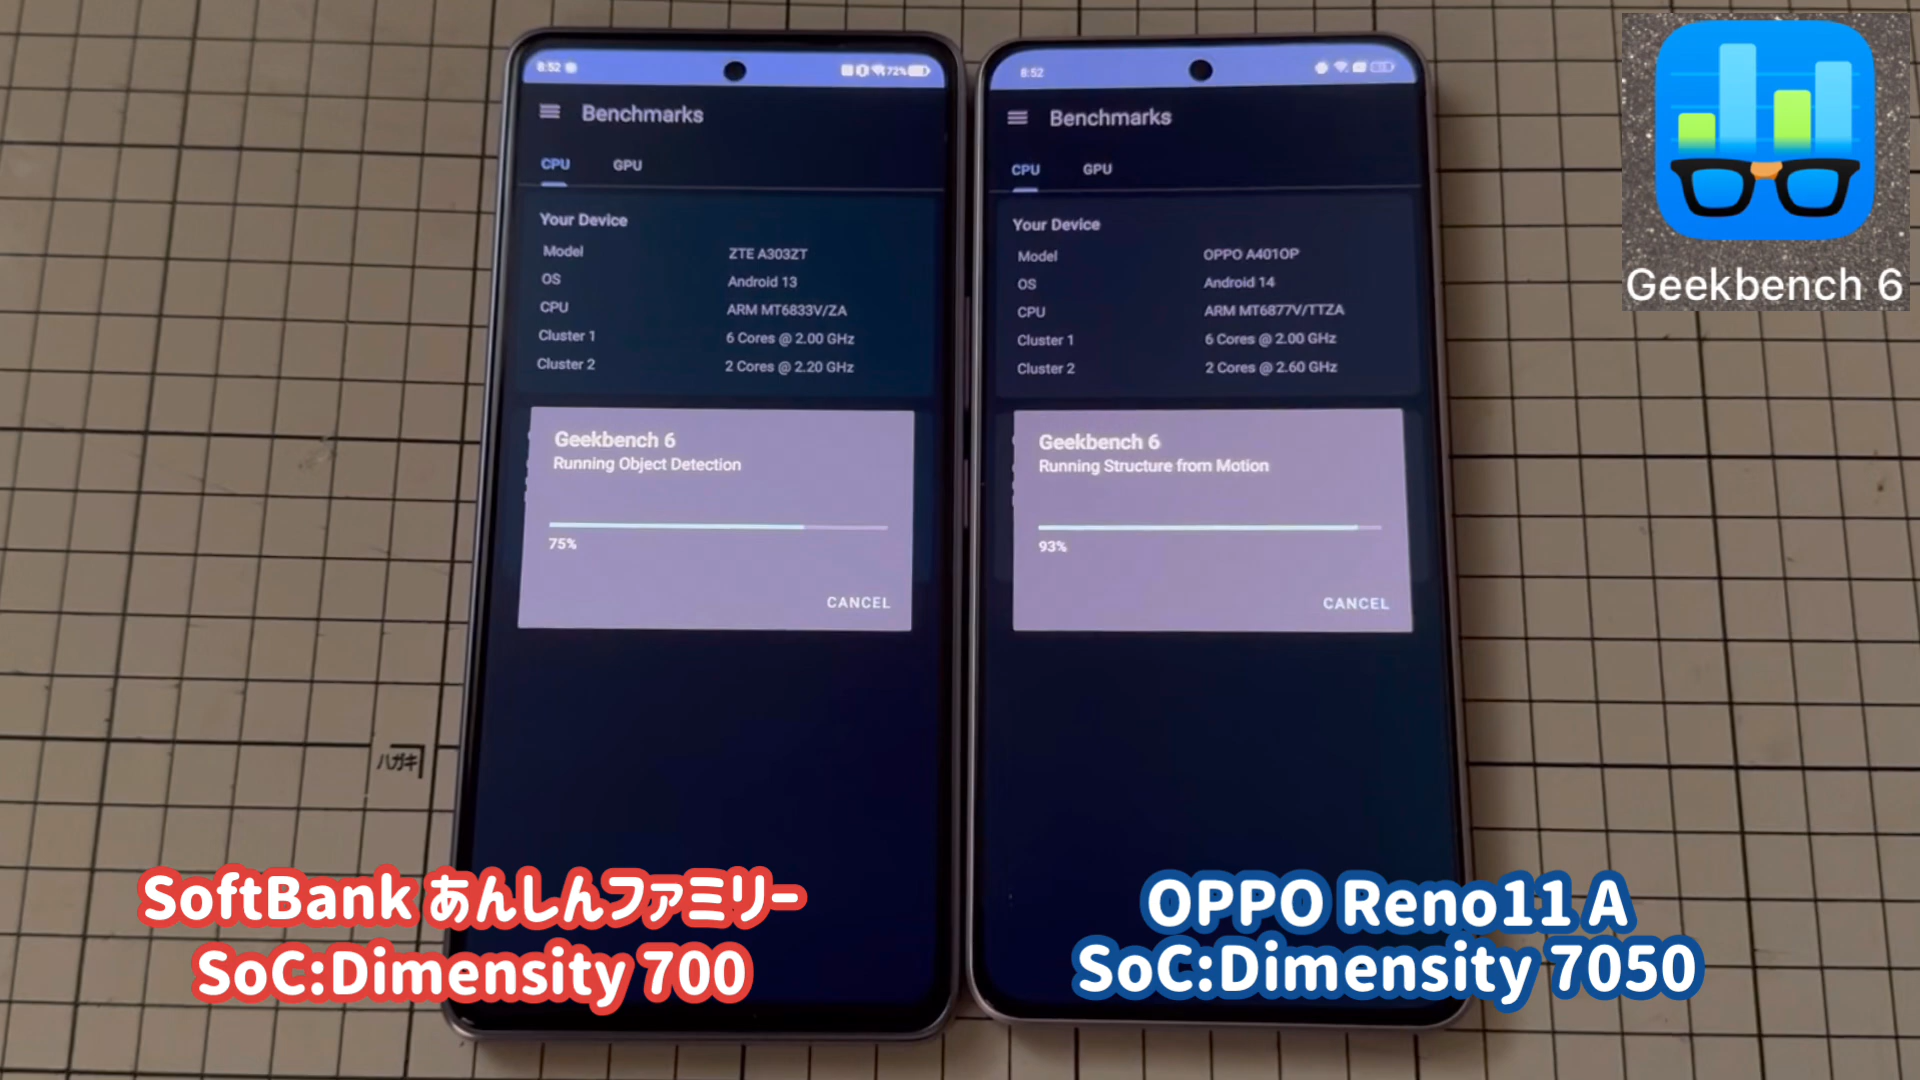 8:52
72%
Benchmarks
CPU GPU
Your Device
Model ZTE A303ZT
OS Android 13
CPU ARM MT6833V/ZA
Cluster 1 6 Cores @ 2.00 GHz
Cluster 2 2 Cores @ 2.20 GHz
Geekbench 6
Running Object Detection
75%
CANCEL
8:52
Benchmarks
CPU GPU
Your Device
Model OPPO A401OP
OS Android 14
CPU ARM MT6877V/TTZA
Cluster 1 6 Cores @ 2.00 GHz
Cluster 2 2 Cores @ 2.60 GHz
Geekbench 6
Running Structure from Motion
93%
CANCEL
Geekbench 6
ハガキ
SoftBank あんしんファミリー
SoC:Dimensity 700
OPPO Reno11 A
SoC:Dimensity 7050